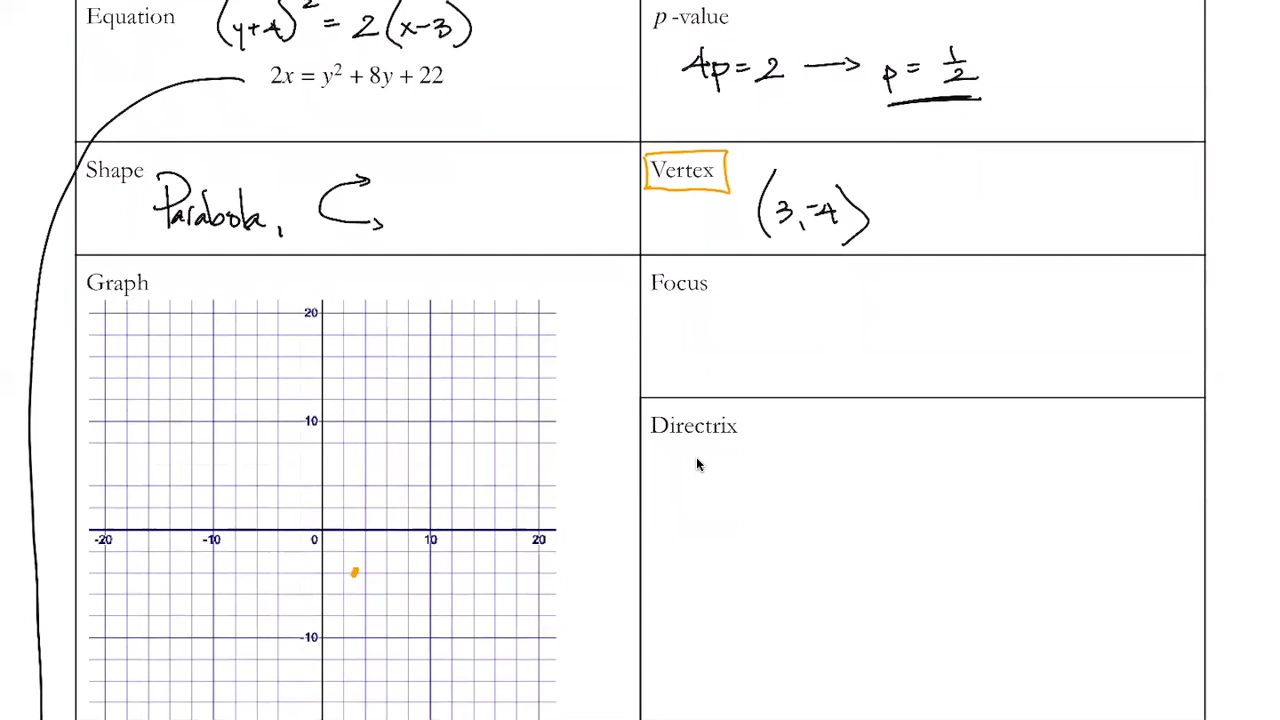 Equation
(y+4)² = 2(x-3)
2x = y² + 8y + 22
p -value
4p = 2 → p = 1/2
Shape
Parabola,
Vertex
(3,-4)
Graph
20
10
-20 -10 0 10 20
-10
Focus
Directrix